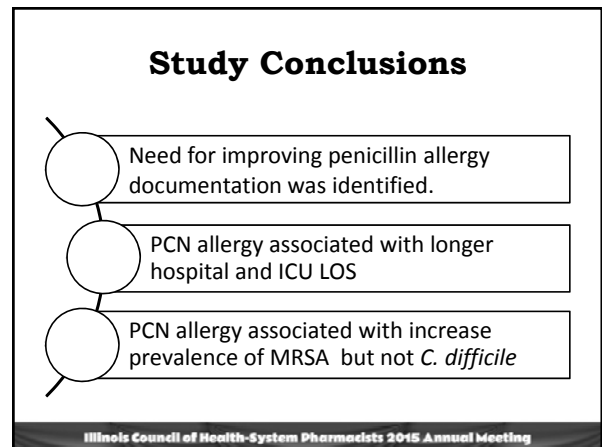 Study Conclusions
Need for improving penicillin allergy
documentation was identified.
PCN allergy associated with longer
hospital and ICU LOS
PCN allergy associated with increase
prevalence of MRSA but not C. difficile
Illinois Council of Health-System Pharmacists 2015 Annual Meeting